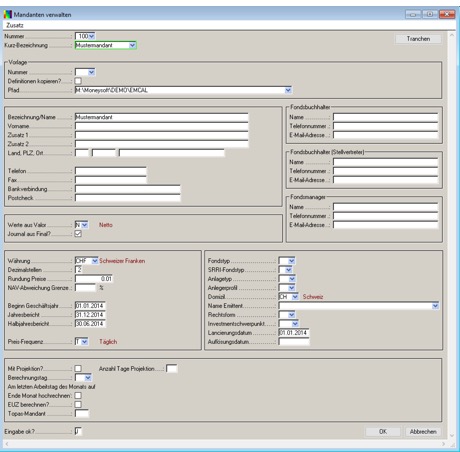 Mandanten verwalten
Zusatz
Nummer 100
Kurz-Bezeichnung Mustermandant
Tranchen
Vorlage
Nummer
Definitionen kopieren?
Pfad M:\Moneysoft\DEMO\EMCAL
Bezeichnung/Name Mustermandant
Vorname
Zusatz 1
Zusatz 2
Land, PLZ, Ort
Telefon
Fax
Bankverbindung
Postcheck
Fondsbuchhalter
Name
Telefonnummer
E-Mail-Adresse
Fondsbuchhalter (Stellvertreter)
Name
Telefonnummer
E-Mail-Adresse
Fondsmanager
Name
Telefonnummer
E-Mail-Adresse
Werte aus Valor N Netto
Journal aus Final?
Währung CHF Schweizer Franken
Dezimalstellen 2
Rundung Preise 0.01
NAV-Abweichung Grenze %
Beginn Geschäftsjahr 01.01.2014
Jahresbericht 31.12.2014
Halbjahresbericht 30.06.2014
Preis-Frequenz T Täglich
Fondstyp
SRRI-Fondstyp
Anlagetyp
Anlegerprofil
Domizil CH Schweiz
Name Emittent
Rechtsform
Investmentschwerpunkt
Lancierungsdatum 01.01.2014
Auflösungsdatum
Mit Projektion? Anzahl Tage Projektion
Berechnungstag
Am letzten Arbeitstag des Monats auf
Ende Monat hochrechnen
EUZ berechnen?
Topas-Mandant
Eingabe ok? J
OK Abbrechen